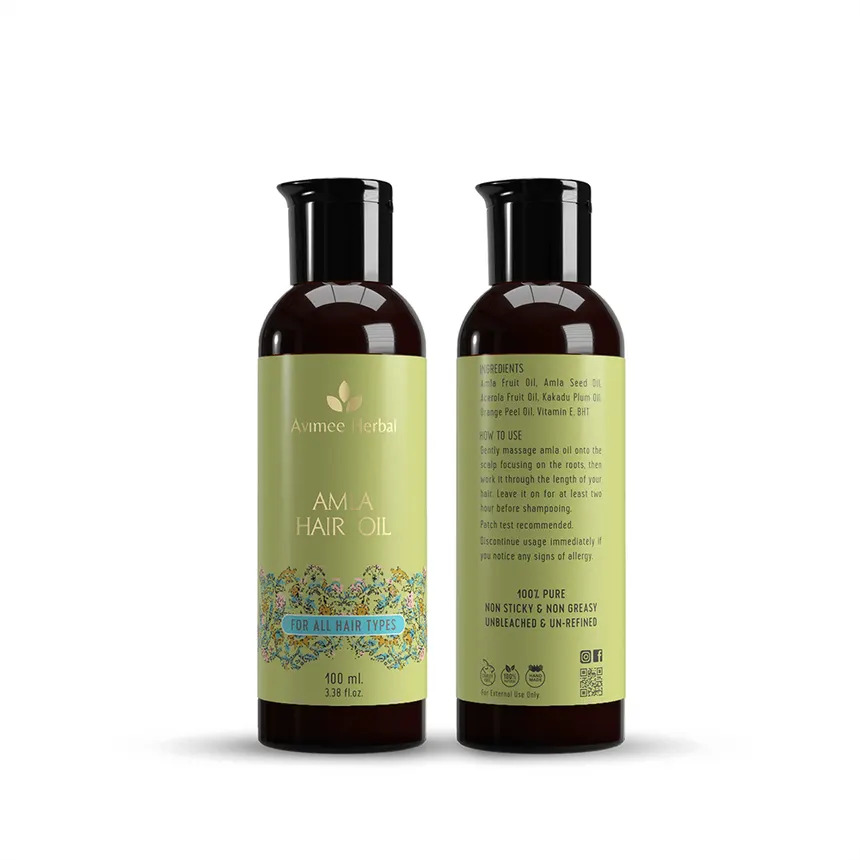 Avimee Herbal
AMLA
HAIR OIL
FOR ALL HAIR TYPES
100 ml.
3.38 fl.oz.
INGREDIENTS
Amla Fruit Oil, Amla Seed Oil,
Acerola Fruit Oil, Kakadu Plum Oil,
Orange Peel Oil, Vitamin E, BHT
HOW TO USE
Gently massage amla oil onto the
scalp focusing on the roots, then
work it through the length of your
hair. Leave it on for at least two
hour before shampooing.
Patch test recommended.
Discontinue usage immediately if
you notice any signs of allergy.
100% PURE
NON STICKY & NON GREASY
UNBLEACHED & UN-REFINED
100%
HAND
MADE
For External Use Only